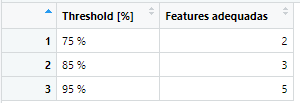 Threshold [%] Features adequadas
1 75 % 2
2 85 % 3
3 95 % 5